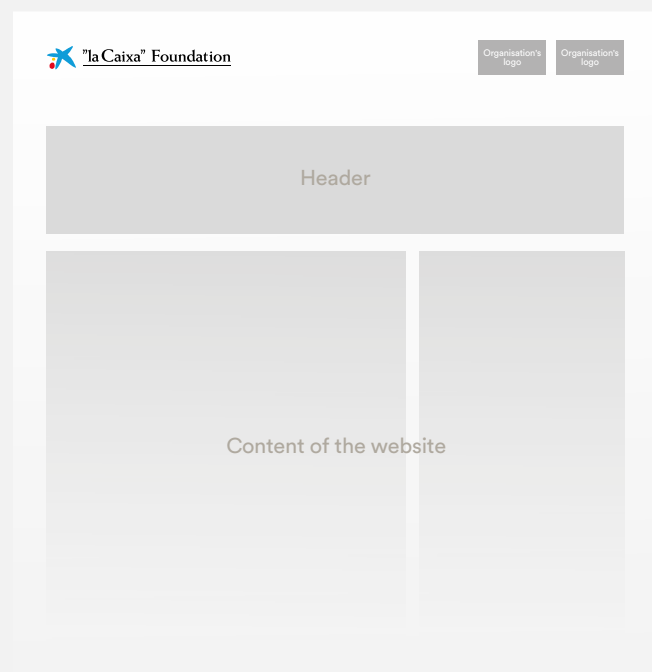 "la Caixa" Foundation
Organisation's
logo
Organisation's
logo
Header
Content of the website